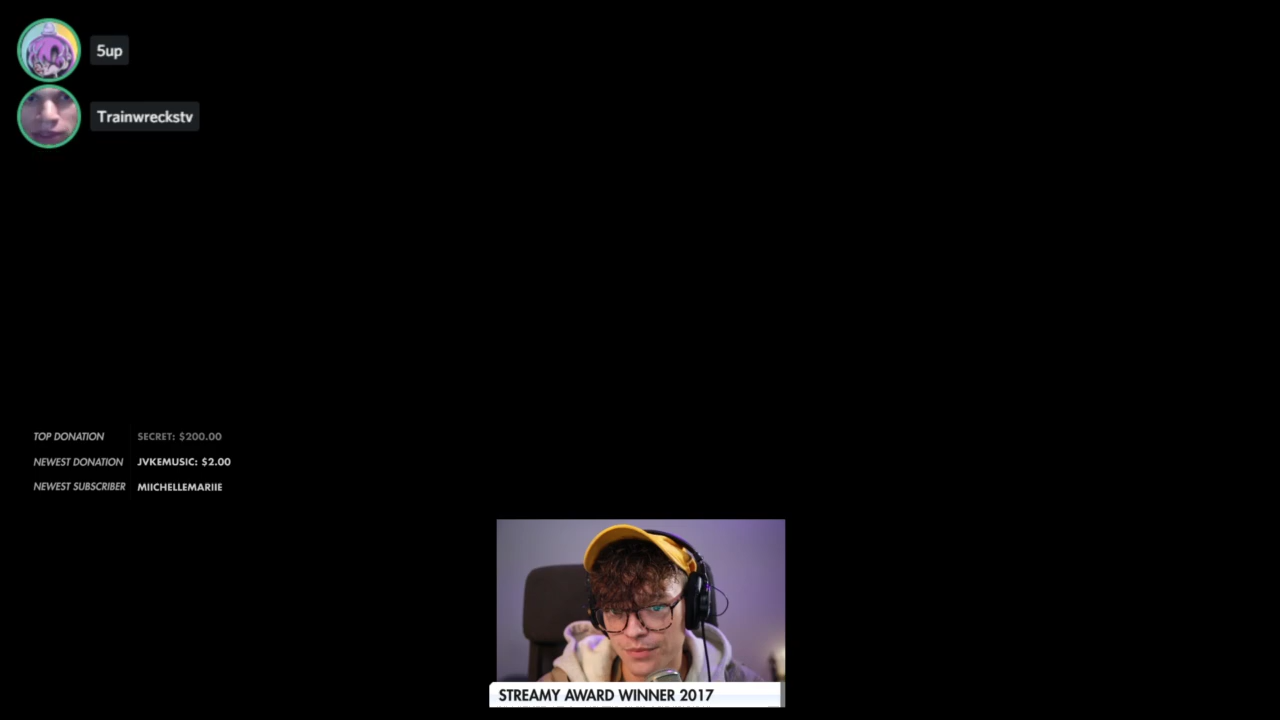 5up
Trainwreckstv
TOP DONATION SECRET: $200.00
NEWEST DONATION JVKEMUSIC: $2.00
NEWEST SUBSCRIBER MIICHELLEMARIIE
STREAMY AWARD WINNER 2017